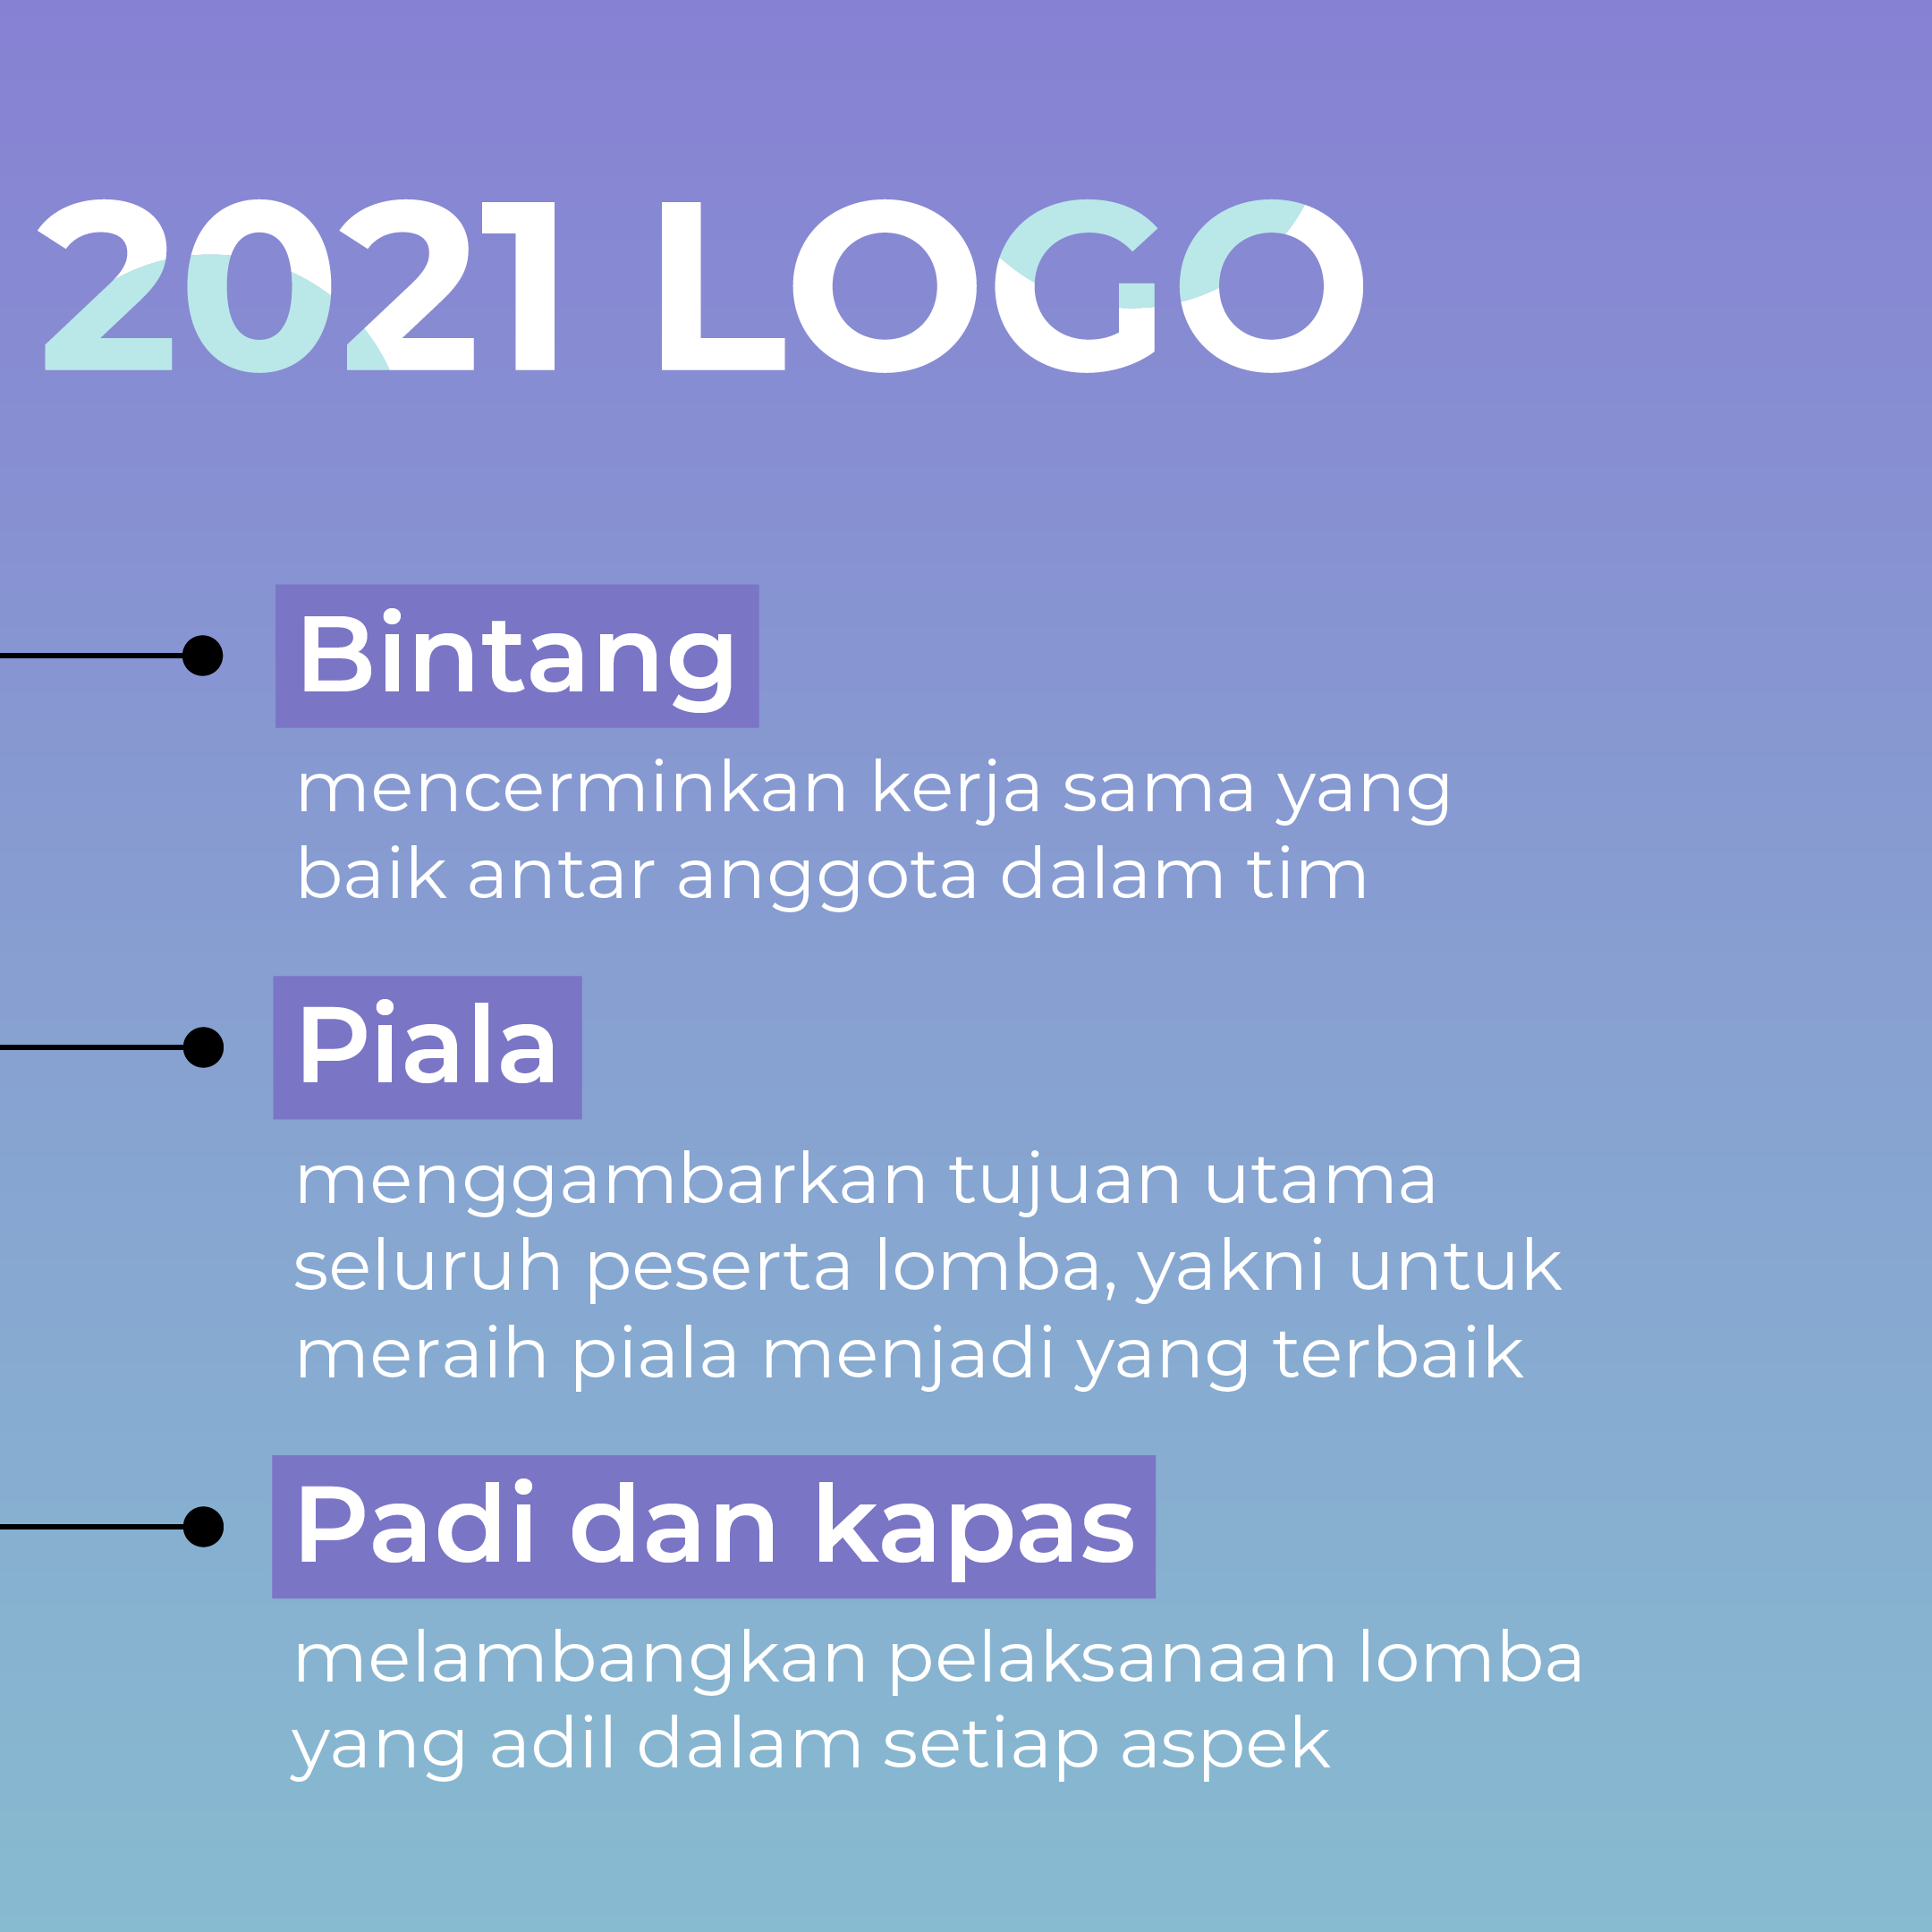 2021 LOGO
Bintang
mencerminkan kerja sama yang
baik antar anggota dalam tim
Piala
menggambarkan tujuan utama
seluruh peserta lomba, yakni untuk
meraih piala menjadi yang terbaik
Padi dan kapas
melambangkan pelaksanaan lomba
yang adil dalam setiap aspek